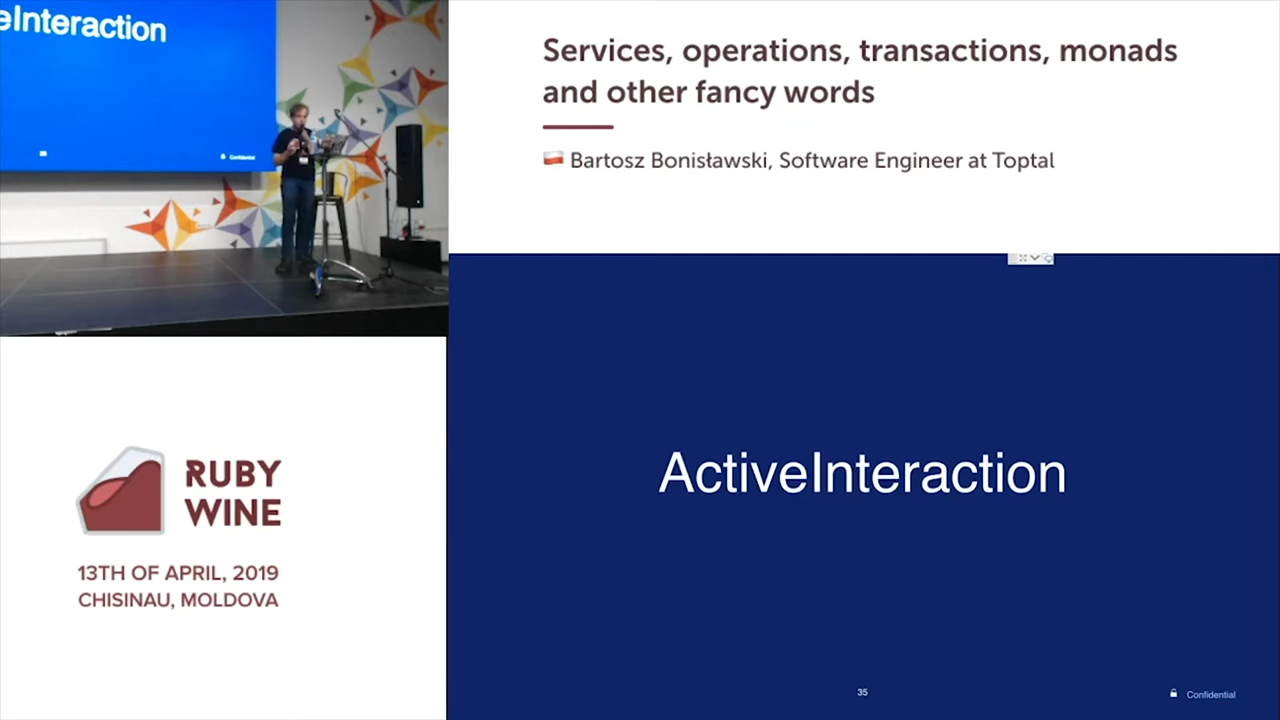 eInteraction
Confidential
Services, operations, transactions, monads
and other fancy words
Bartosz Bonisławski, Software Engineer at Toptal
RUBY
WINE
13TH OF APRIL, 2019
CHISINAU, MOLDOVA
ActiveInteraction
35
Confidential